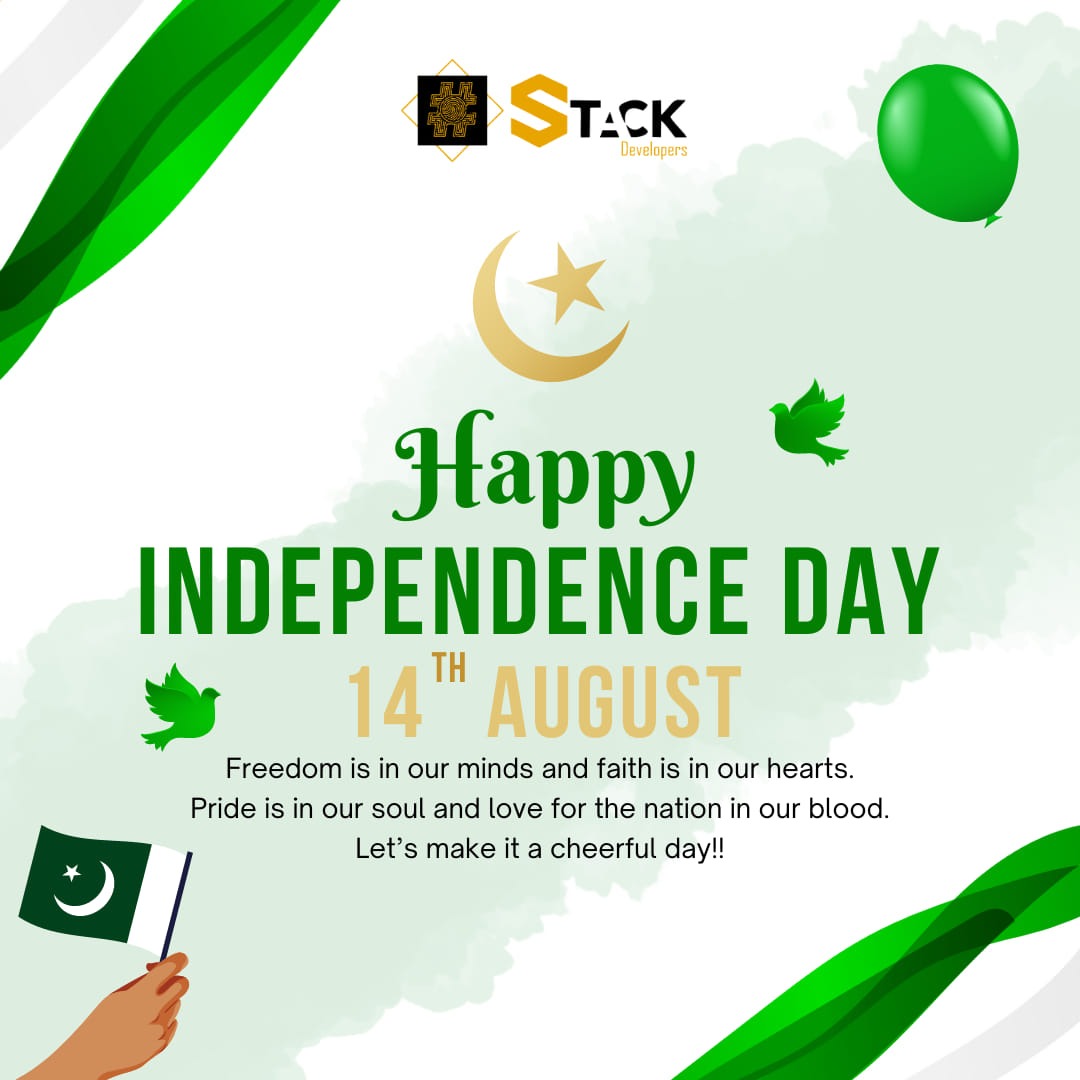 STACK
Developers
Happy
INDEPENDENCE DAY
14TH AUGUST
Freedom is in our minds and faith is in our hearts.
Pride is in our soul and love for the nation in our blood.
Let’s make it a cheerful day!!